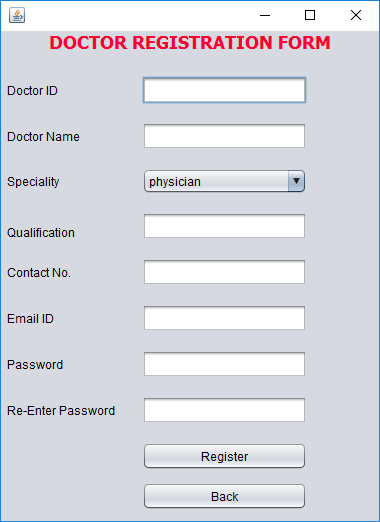 DOCTOR REGISTRATION FORM
Doctor ID
Doctor Name
Speciality physician
Qualification
Contact No.
Email ID
Password
Re-Enter Password
Register
Back